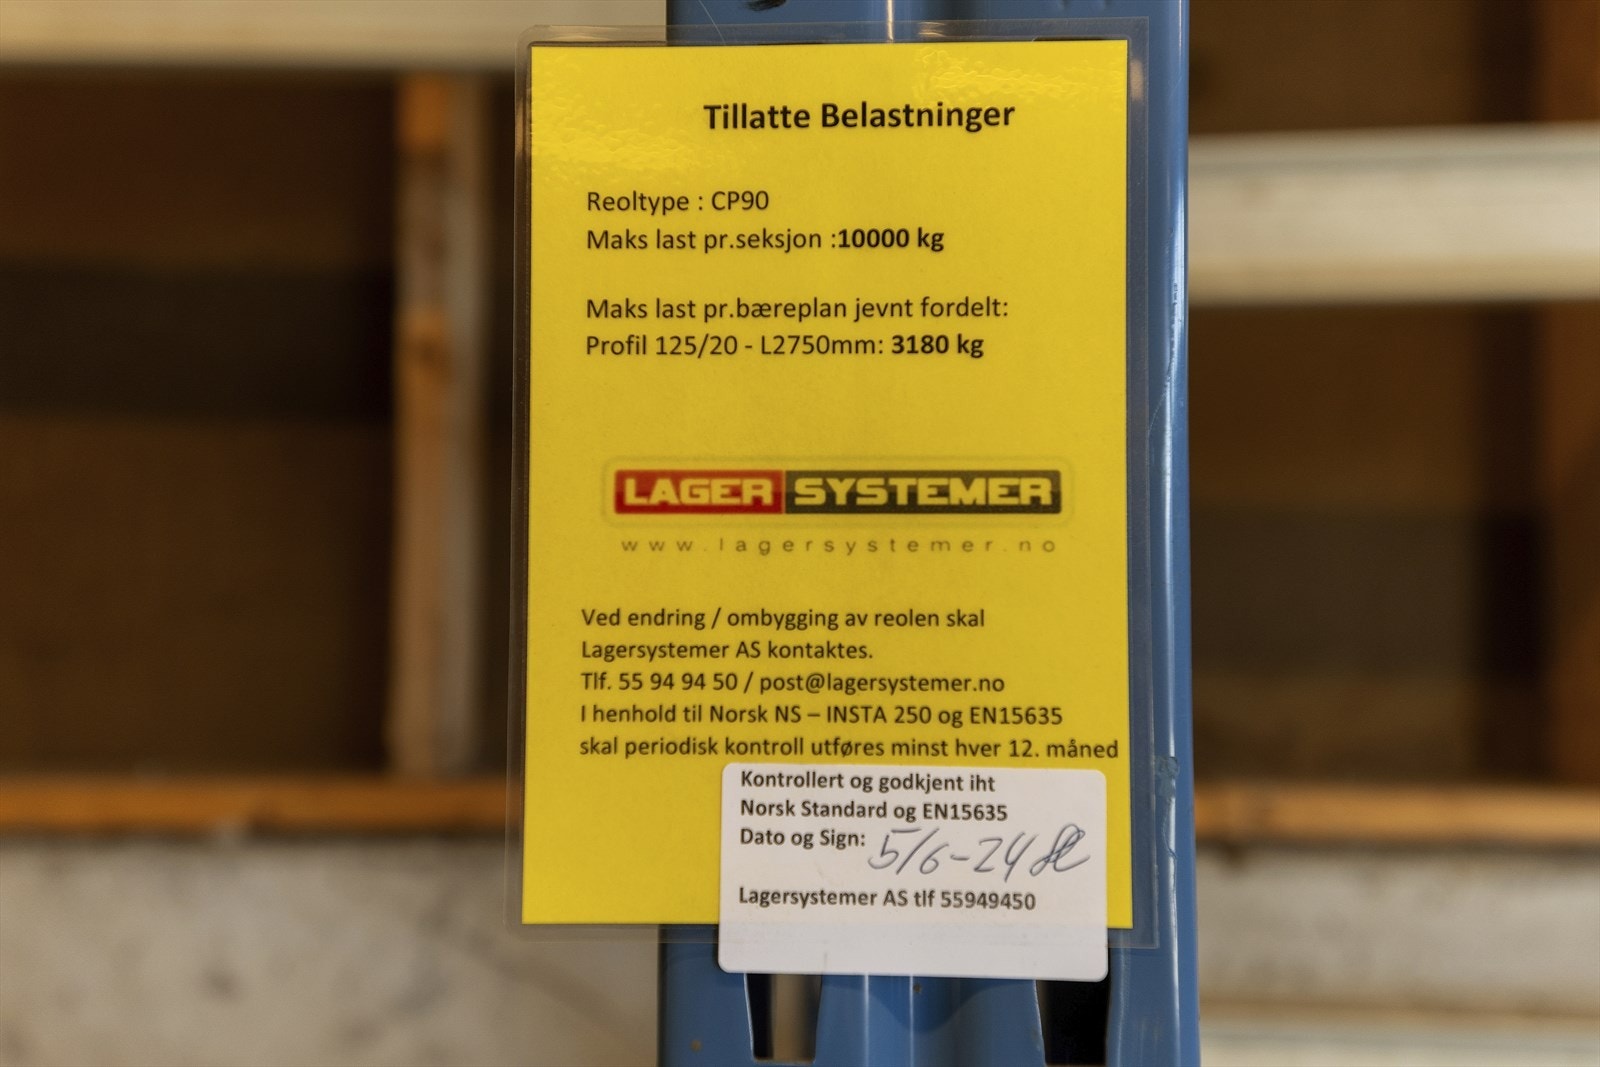 Tillatte Belastninger
Reoltype : CP90
Maks last pr.seksjon :10000 kg
Maks last pr.bæreplan jevnt fordelt:
Profil 125/20 - L2750mm: 3180 kg
LAGER SYSTEMER
www.lagersystemer.no
Ved endring / ombygging av reolen skal
Lagersystemer AS kontaktes.
Tlf. 55 94 94 50 / post@lagersystemer.no
I henhold til Norsk NS – INSTA 250 og EN15635
skal periodisk kontroll utføres minst hver 12. måned
Kontrollert og godkjent iht
Norsk Standard og EN15635
Dato og Sign: 5/6-24
Lagersystemer AS tlf 55949450